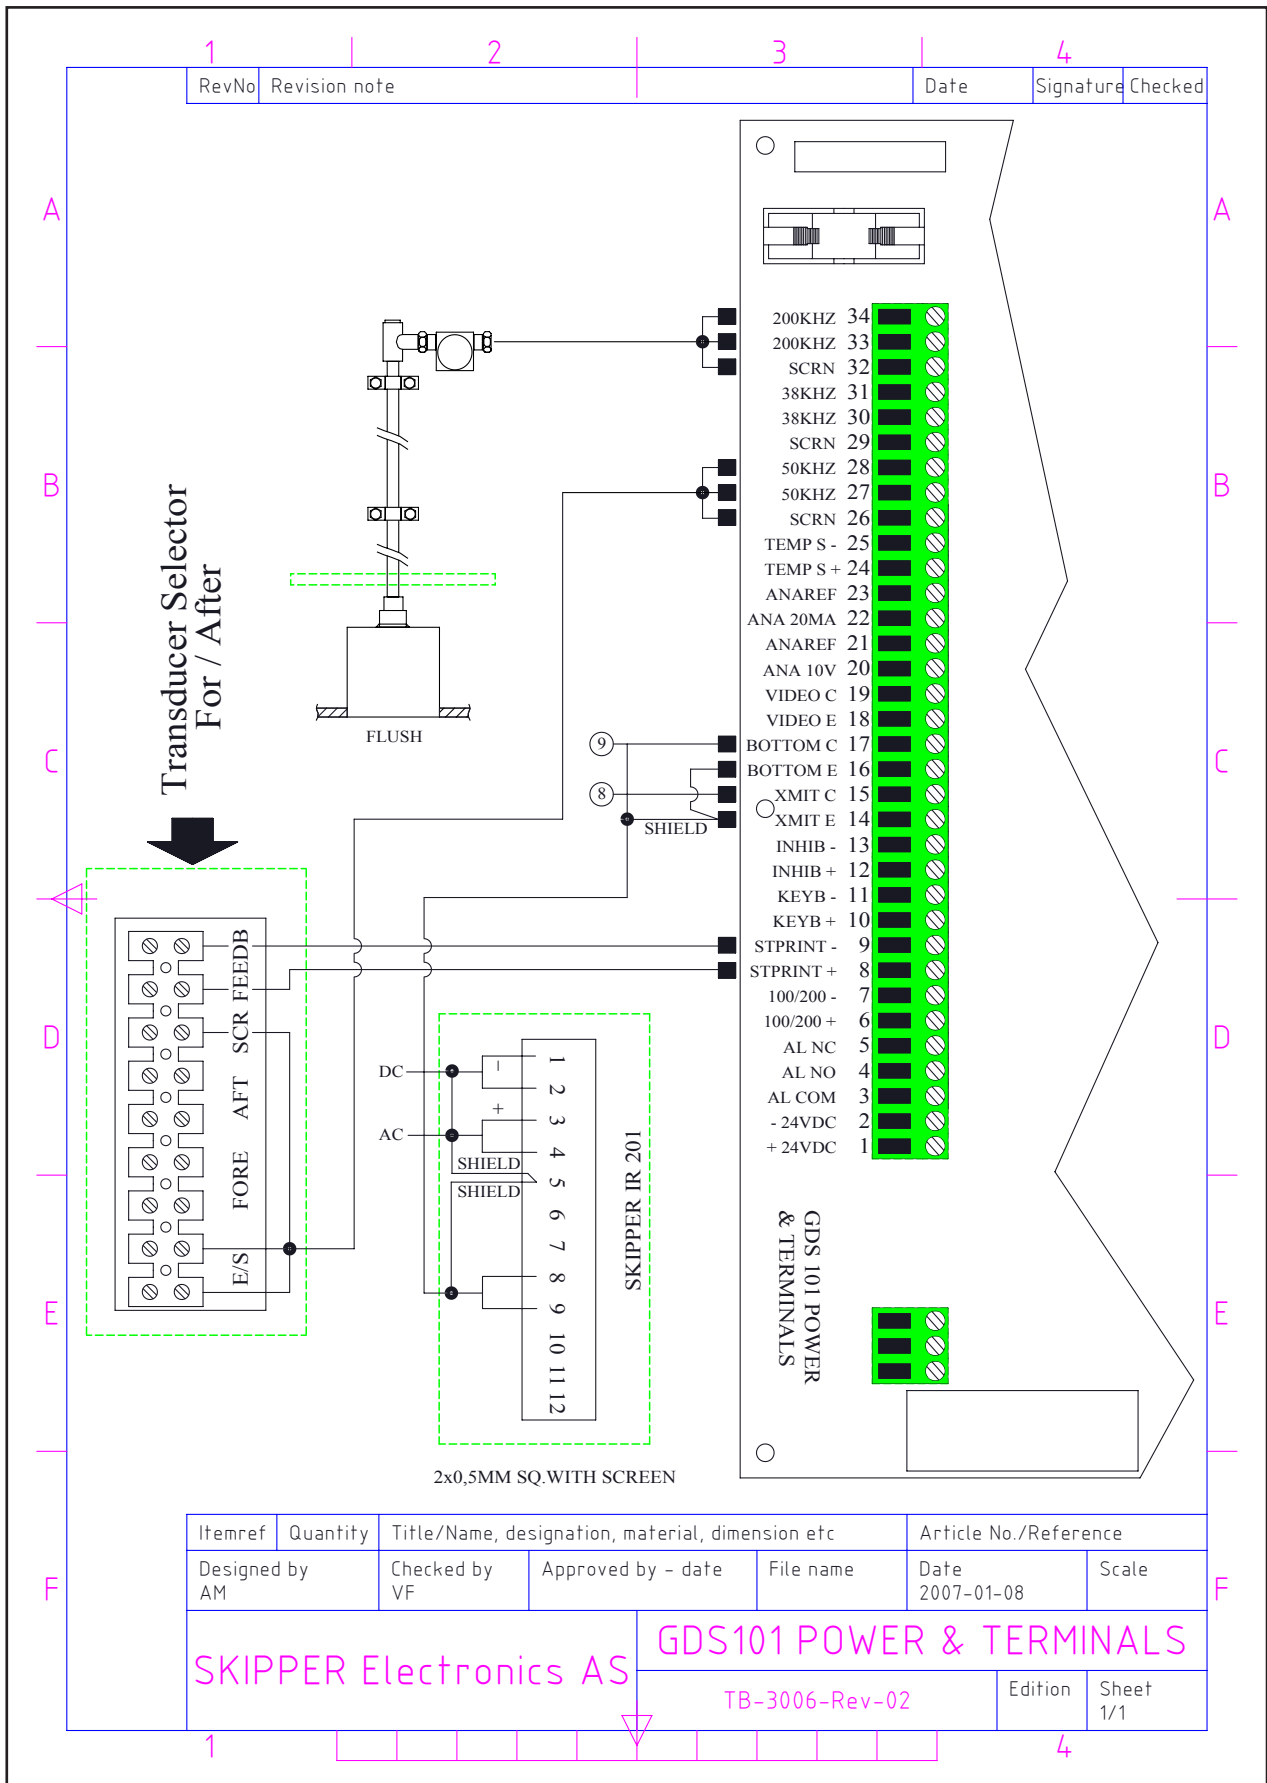 1 2 3 4
RevNo Revision note Date Signature Checked
A A
200KHZ 34
200KHZ 33
SCRN 32
38KHZ 31
38KHZ 30
SCRN 29
50KHZ 28
50KHZ 27
SCRN 26
TEMP S - 25
TEMP S + 24
ANAREF 23
ANA 20MA 22
ANAREF 21
ANA 10V 20
VIDEO C 19
VIDEO E 18
BOTTOM C 17
BOTTOM E 16
XMIT C 15
XMIT E 14
INHIB - 13
INHIB + 12
KEYB - 11
KEYB + 10
STPRINT - 9
STPRINT + 8
100/200 - 7
100/200 + 6
AL NC 5
AL NO 4
AL COM 3
- 24VDC 2
+ 24VDC 1
GDS 101 POWER
& TERMINALS
B B
Transducer Selector
For / After
FLUSH
C C
9
8
SHIELD
FEEDB
SCR
AFT
FORE
E/S
D D
DC
AC
-
+
SHIELD
SHIELD
1 2 3 4 5 6 7 8 9 10 11 12
SKIPPER IR 201
E E
2x0,5MM SQ.WITH SCREEN
Itemref Quantity Title/Name, designation, material, dimension etc Article No./Reference
Designed by Checked by Approved by - date File name Date Scale
AM VF 2007-01-08
F F
SKIPPER Electronics AS
GDS101 POWER & TERMINALS
TB-3006-Rev-02
Edition Sheet
1/1
1 4